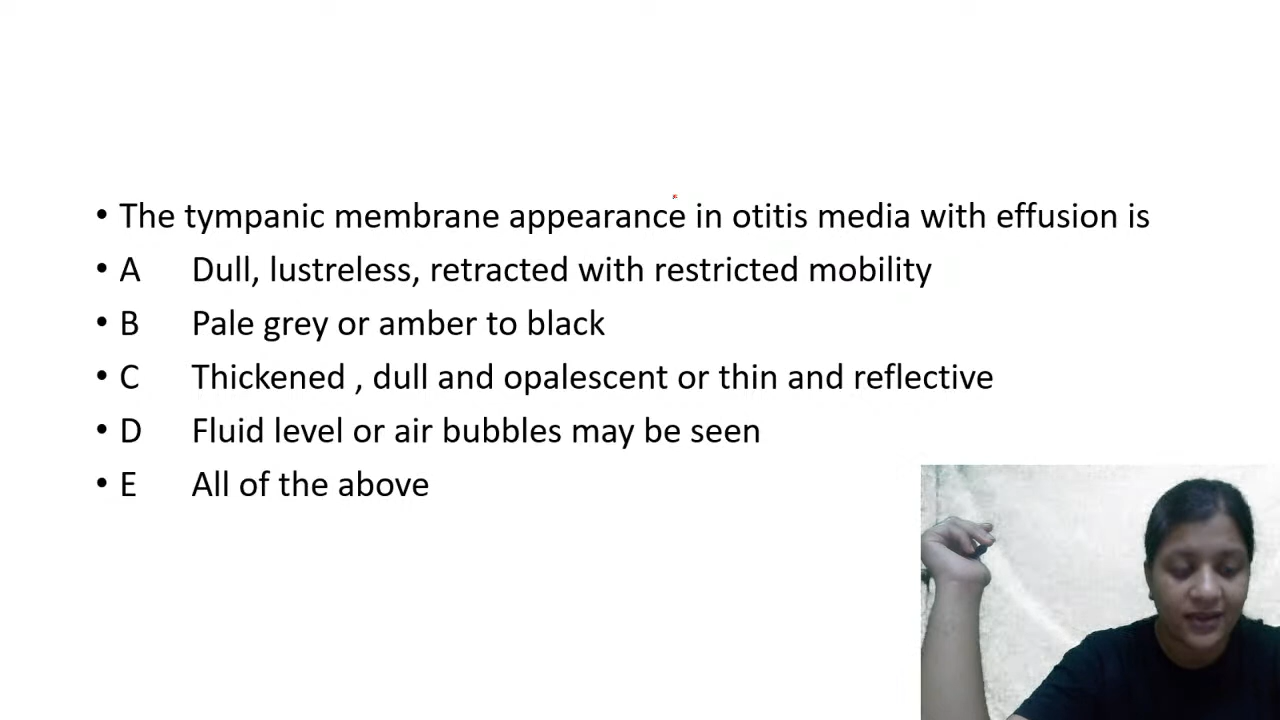 • The tympanic membrane appearance in otitis media with effusion is
• A Dull, lustreless, retracted with restricted mobility
• B Pale grey or amber to black
• C Thickened , dull and opalescent or thin and reflective
• D Fluid level or air bubbles may be seen
• E All of the above